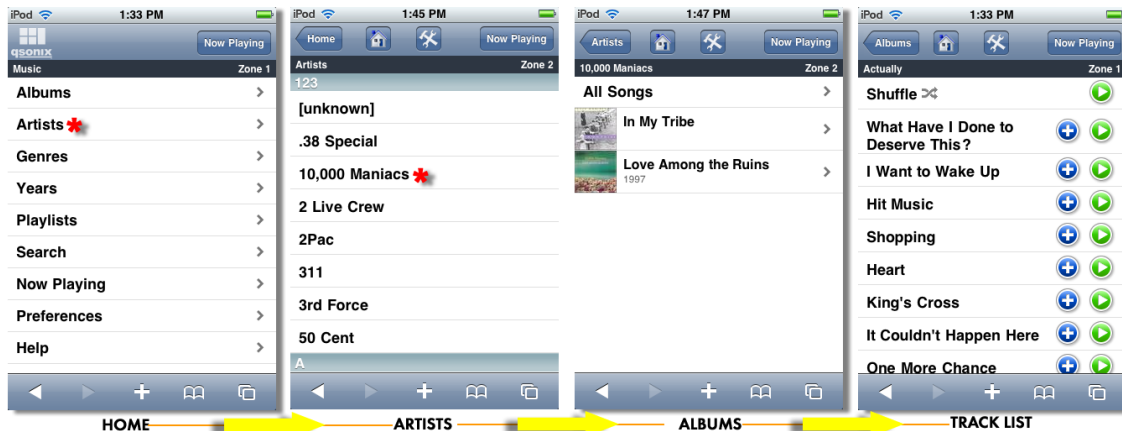 iPod 1:33 PM
qsonix Now Playing
Music Zone 1
Albums
Artists *
Genres
Years
Playlists
Search
Now Playing
Preferences
Help
iPod 1:45 PM
Home Now Playing
Artists Zone 2
123
[unknown]
.38 Special
10,000 Maniacs *
2 Live Crew
2Pac
311
3rd Force
50 Cent
A
iPod 1:47 PM
Artists Now Playing
10,000 Maniacs Zone 2
All Songs
In My Tribe
Love Among the Ruins
1997
iPod 1:33 PM
Albums Now Playing
Actually Zone 1
Shuffle
What Have I Done to
Deserve This?
I Want to Wake Up
Hit Music
Shopping
Heart
King's Cross
It Couldn't Happen Here
One More Chance
HOME ARTISTS ALBUMS TRACK LIST